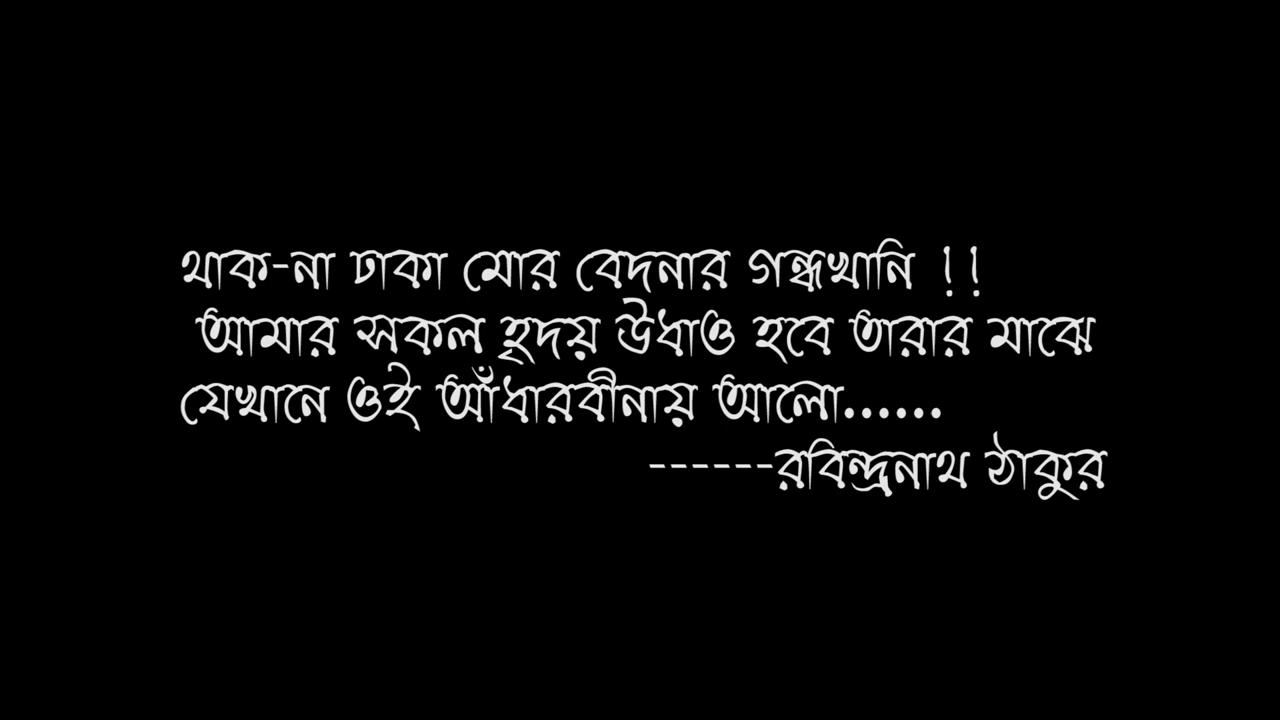 থাক-না ঢাকা মোর বেদনার গন্ধখানি !!
আমার সকল হৃদয় উধাও হবে তারার মাঝে
যেখানে ওই আঁধারবীনায় আলো......
------রবিন্দ্রনাথ ঠাকুর